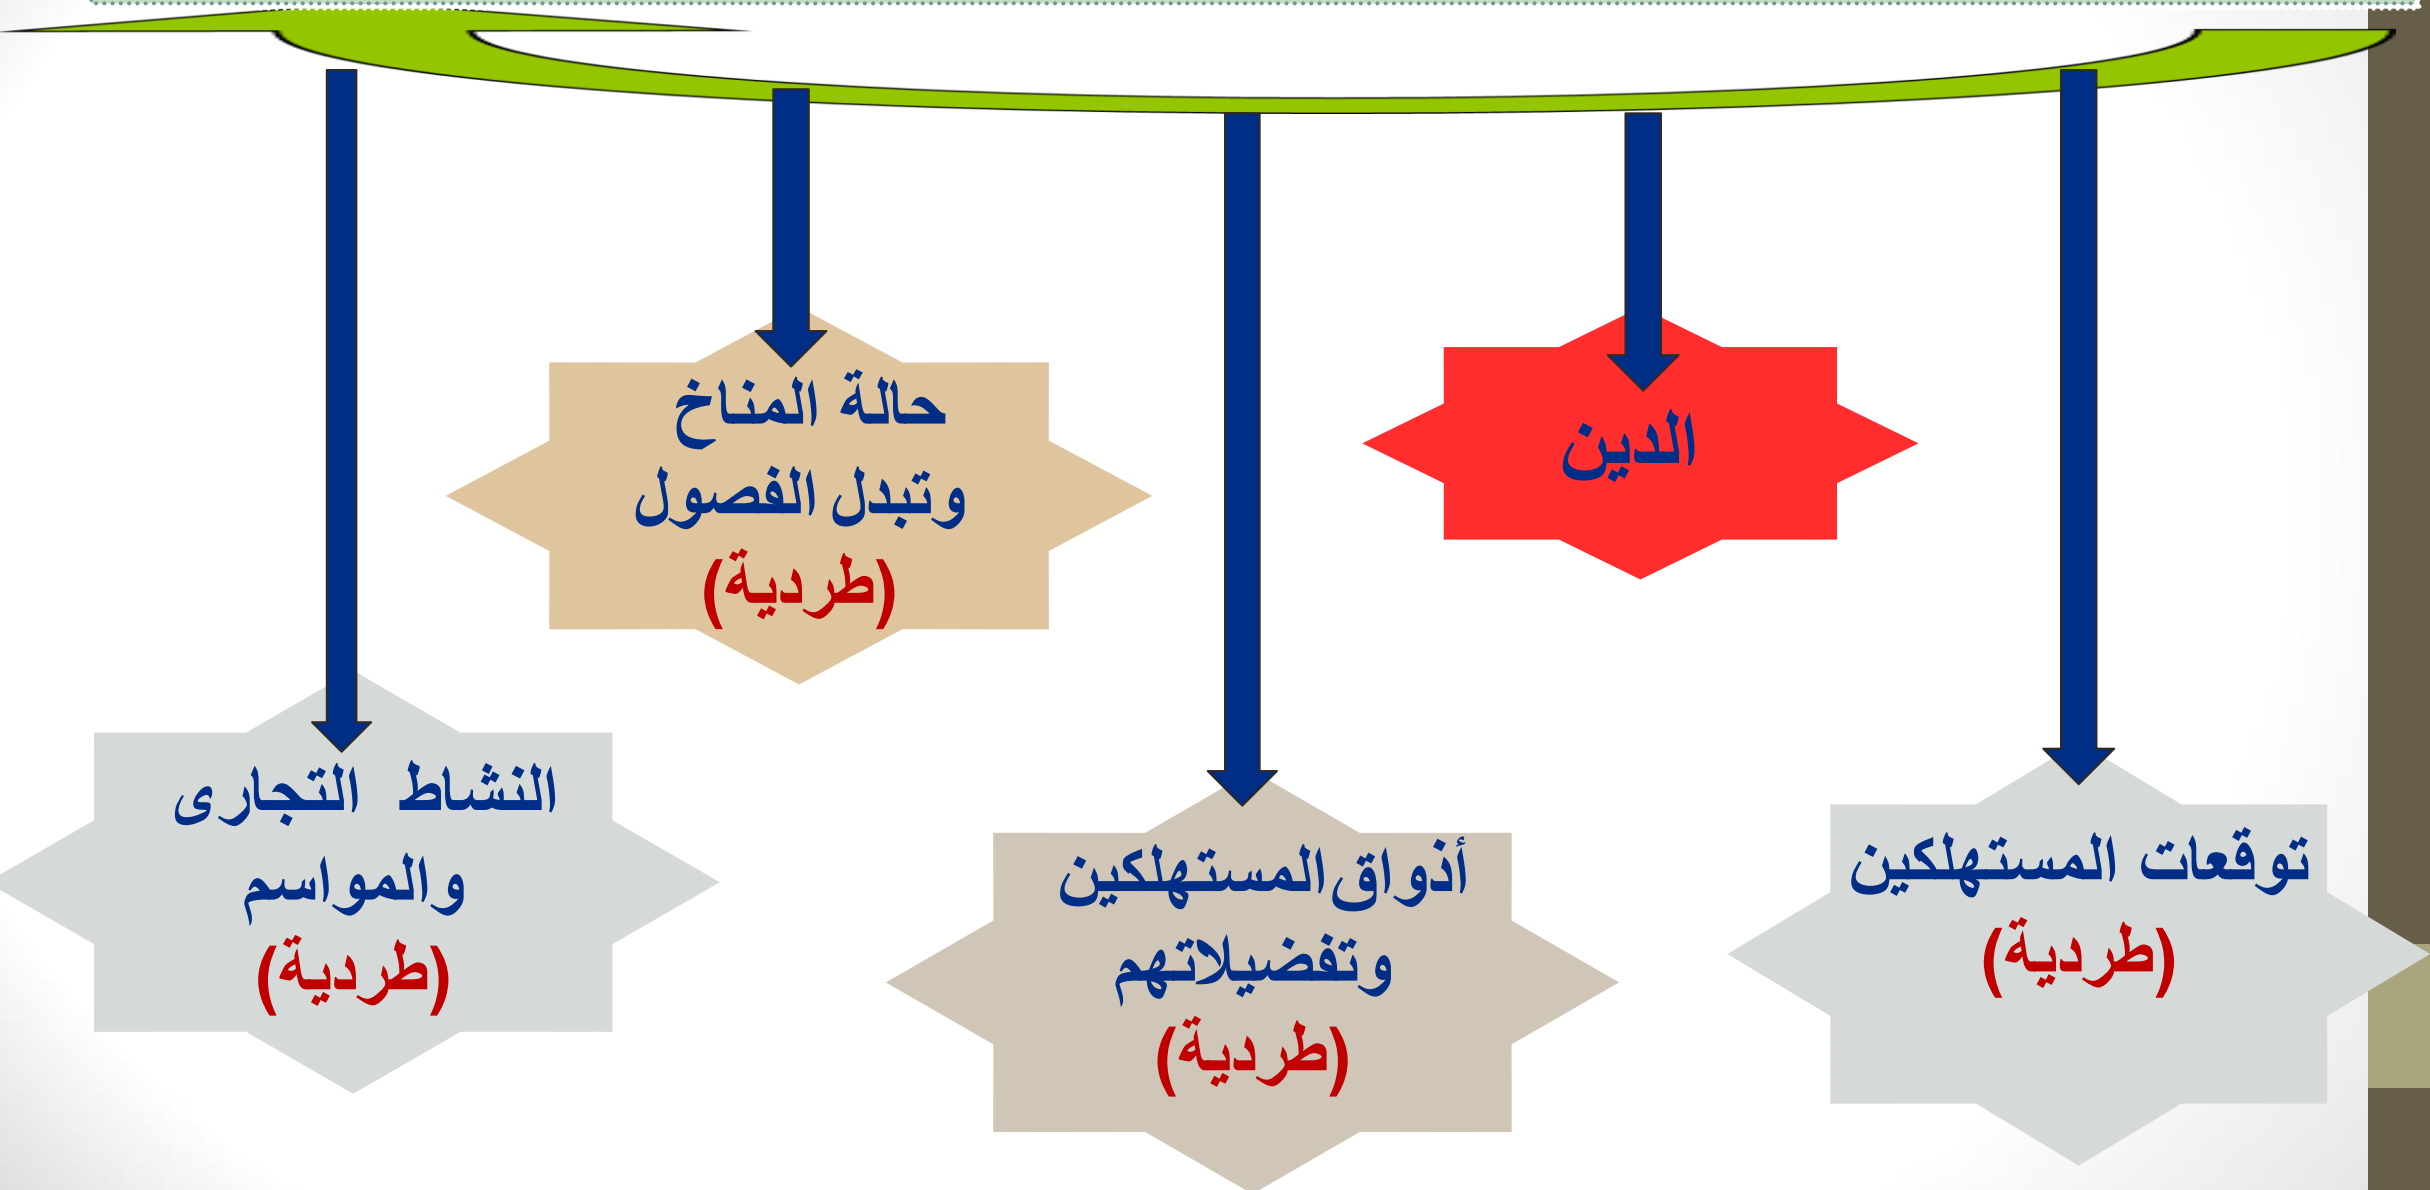 الدين
توقعات المستهلكين
(طردية)
أذواق المستهلكين
وتفضيلاتهم
(طردية)
حالة المناخ
وتبدل الفصول
(طردية)
النشاط التجارى
والمواسم
(طردية)